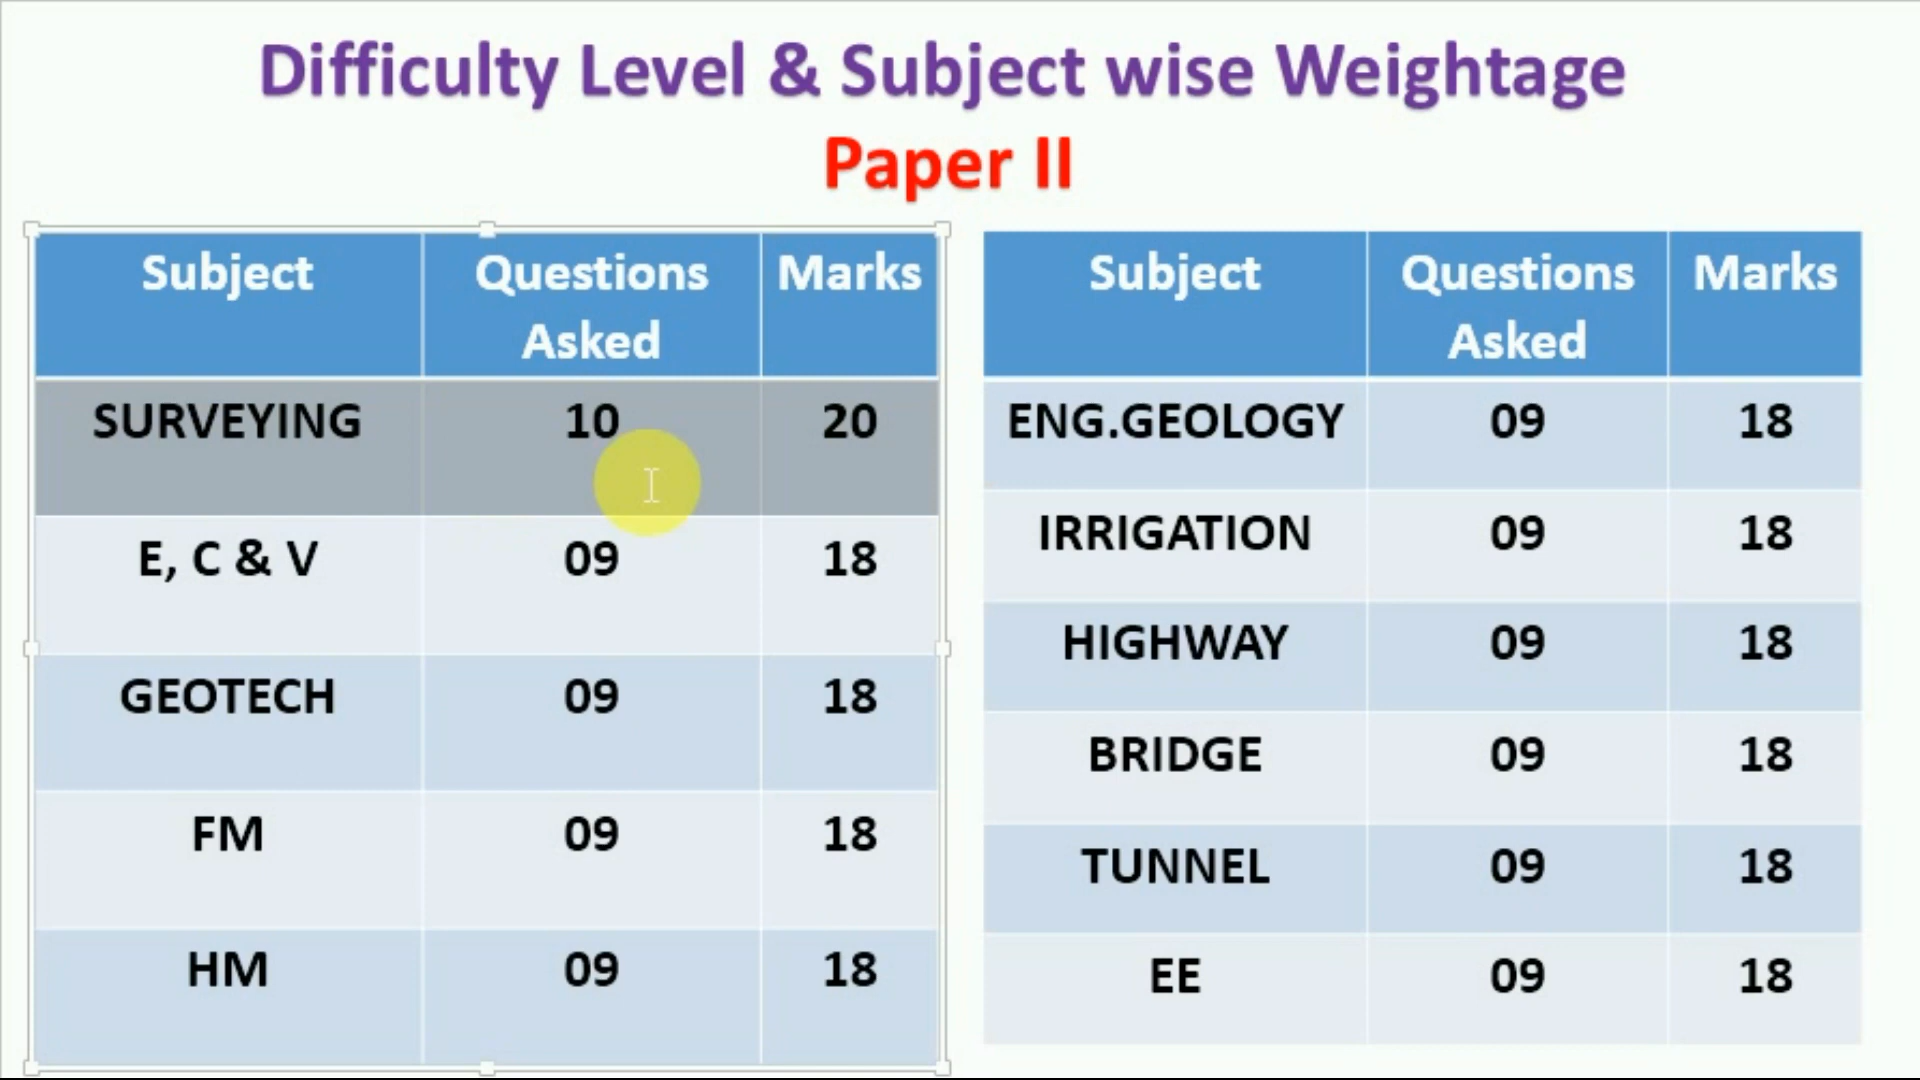 Difficulty Level & Subject wise Weightage
Paper II
Subject Questions Asked Marks
SURVEYING 10 20
E, C & V 09 18
GEOTECH 09 18
FM 09 18
HM 09 18
Subject Questions Asked Marks
ENG.GEOLOGY 09 18
IRRIGATION 09 18
HIGHWAY 09 18
BRIDGE 09 18
TUNNEL 09 18
EE 09 18